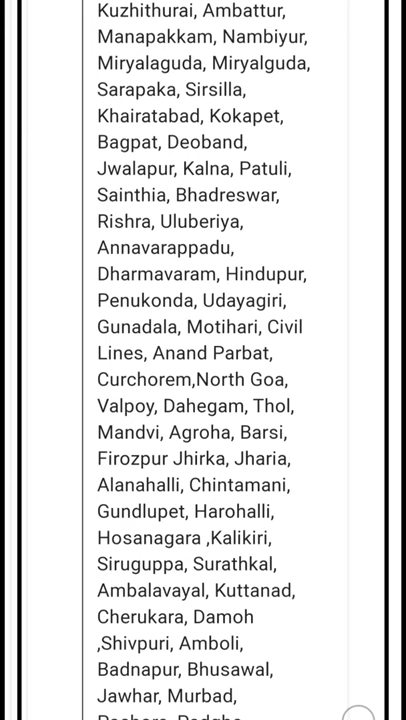 Kuzhithurai, Ambattur,
Manapakkam, Nambiyur,
Miryalaguda, Miryalguda,
Sarapaka, Sirsilla,
Khairatabad, Kokapet,
Bagpat, Deoband,
Jwalapur, Kalna, Patuli,
Sainthia, Bhadreswar,
Rishra, Uluberiya,
Annavarappadu,
Dharmavaram, Hindupur,
Penukonda, Udayagiri,
Gunadala, Motihari, Civil
Lines, Anand Parbat,
Curchorem,North Goa,
Valpoy, Dahegam, Thol,
Mandvi, Agroha, Barsi,
Firozpur Jhirka, Jharia,
Alanahalli, Chintamani,
Gundlupet, Harohalli,
Hosanagara ,Kalikiri,
Siruguppa, Surathkal,
Ambalavayal, Kuttanad,
Cherukara, Damoh
,Shivpuri, Amboli,
Badnapur, Bhusawal,
Jawhar, Murbad,